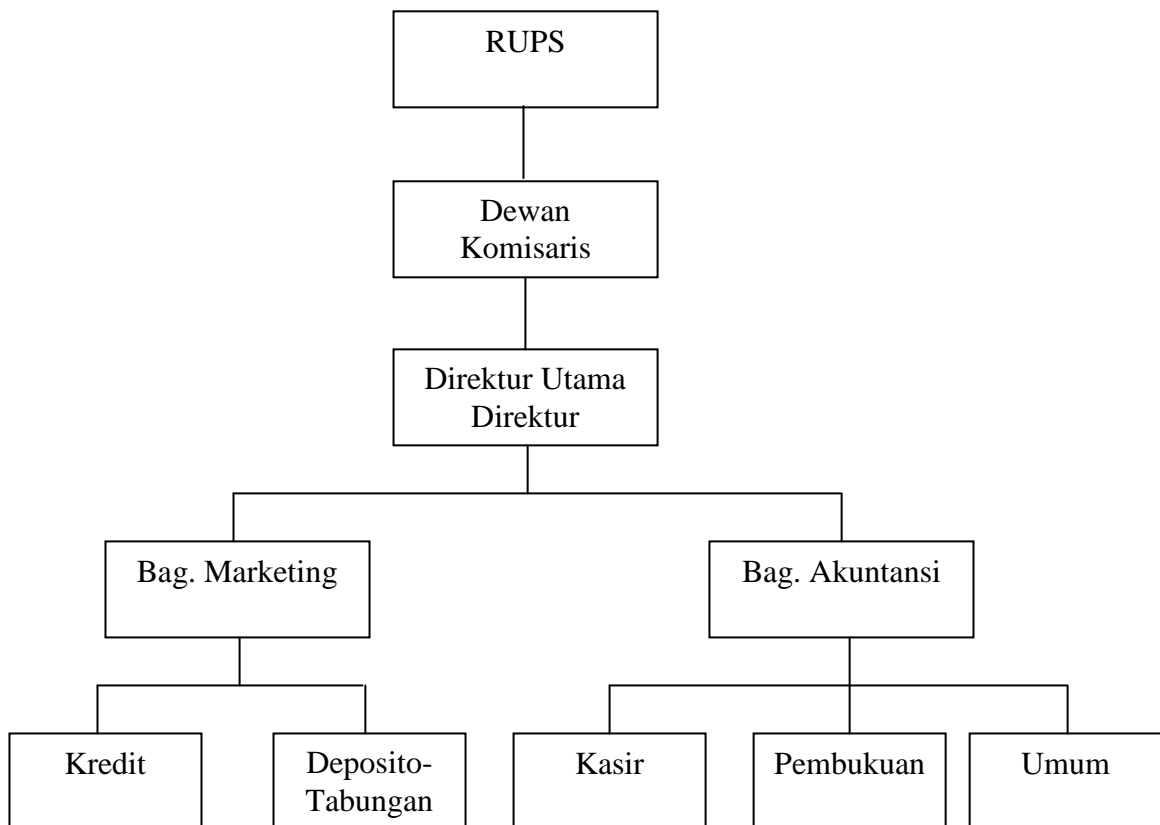 RUPS
Dewan
Komisaris
Direktur Utama
Direktur
Bag. Marketing
Bag. Akuntansi
Kredit
Deposito-
Tabungan
Kasir
Pembukuan
Umum